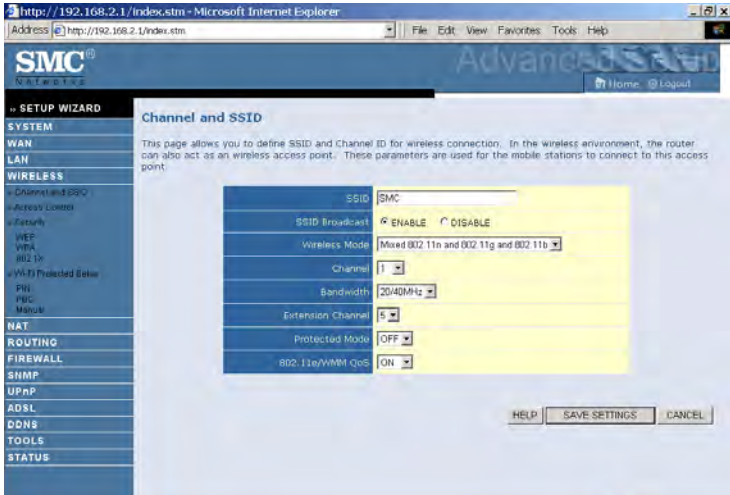 http://192.168.2.1/index.stm - Microsoft Internet Explorer
Address http://192.168.2.1/index.stm File Edit View Favorites Tools Help
SMC®
Networks
Advanced Setup
Home Logout
» SETUP WIZARD
SYSTEM
WAN
LAN
WIRELESS
» Channel and SSID
» Access Control
» Security
WEP
WPA
802.1X
» Wi-Fi Protected Setup
PIN
PBC
Manual
NAT
ROUTING
FIREWALL
SNMP
UPnP
ADSL
DDNS
TOOLS
STATUS
Channel and SSID
This page allows you to define SSID and Channel ID for wireless connection. In the wireless environment, the router
can also act as an wireless access point. These parameters are used for the mobile stations to connect to this access
point.
SSID SMC
SSID Broadcast ENABLE DISABLE
Wireless Mode Mixed 802.11n and 802.11g and 802.11b
Channel 1
Bandwidth 20/40MHz
Extension Channel 5
Protected Mode OFF
802.11e/WMM QoS ON
HELP SAVE SETTINGS CANCEL